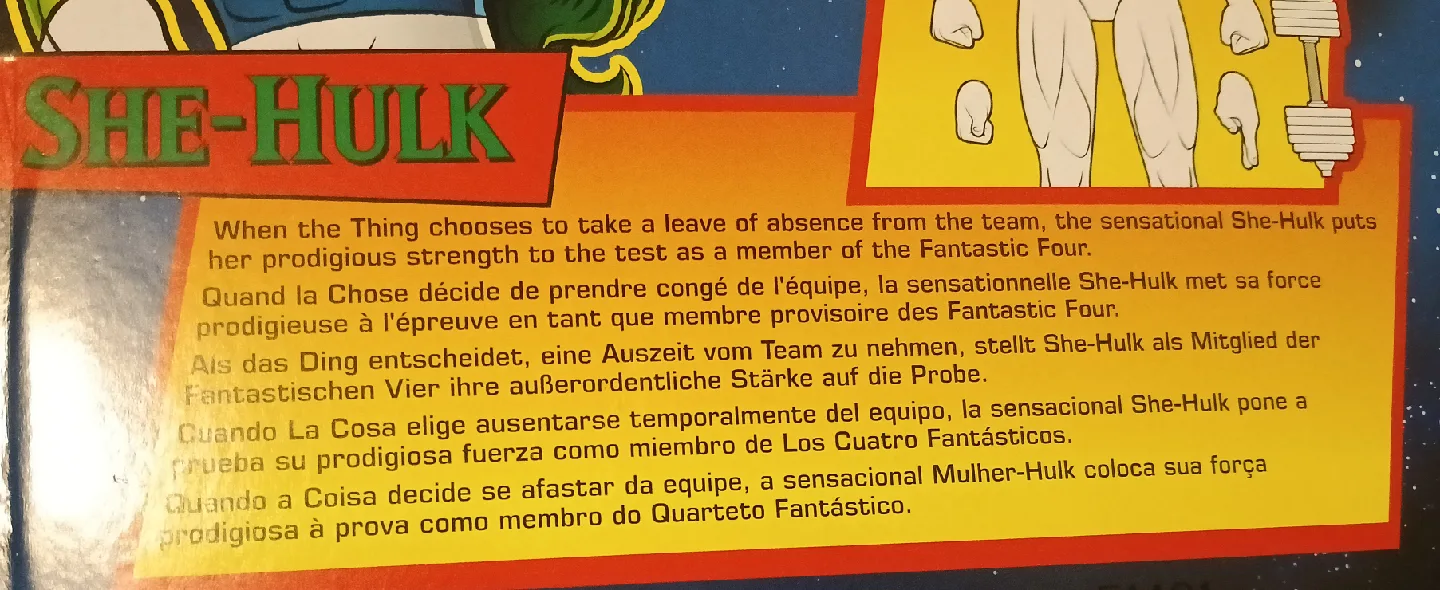 SHE-HULK
When the Thing chooses to take a leave of absence from the team, the sensational She-Hulk puts
her prodigious strength to the test as a member of the Fantastic Four.
Quand la Chose décide de prendre congé de l'équipe, la sensationnelle She-Hulk met sa force
prodigieuse à l'épreuve en tant que membre provisoire des Fantastic Four.
Als das Ding entscheidet, eine Auszeit vom Team zu nehmen, stellt She-Hulk als Mitglied der
Fantastischen Vier ihre außerordentliche Stärke auf die Probe.
Cuando La Cosa elige ausentarse temporalmente del equipo, la sensacional She-Hulk pone a
prueba su prodigiosa fuerza como miembro de Los Cuatro Fantásticos.
Quando a Coisa decide se afastar da equipe, a sensacional Mulher-Hulk coloca sua força
prodigiosa à prova como membro do Quarteto Fantástico.